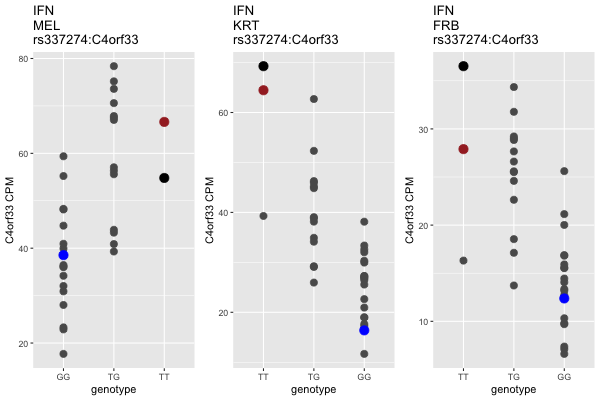 IFN
MEL
rs337274:C4orf33
80
60
40
20
C4orf33 CPM
GG TG TT
genotype
IFN
KRT
rs337274:C4orf33
60
40
20
C4orf33 CPM
TT TG GG
genotype
IFN
FRB
rs337274:C4orf33
30
20
10
C4orf33 CPM
TT TG GG
genotype